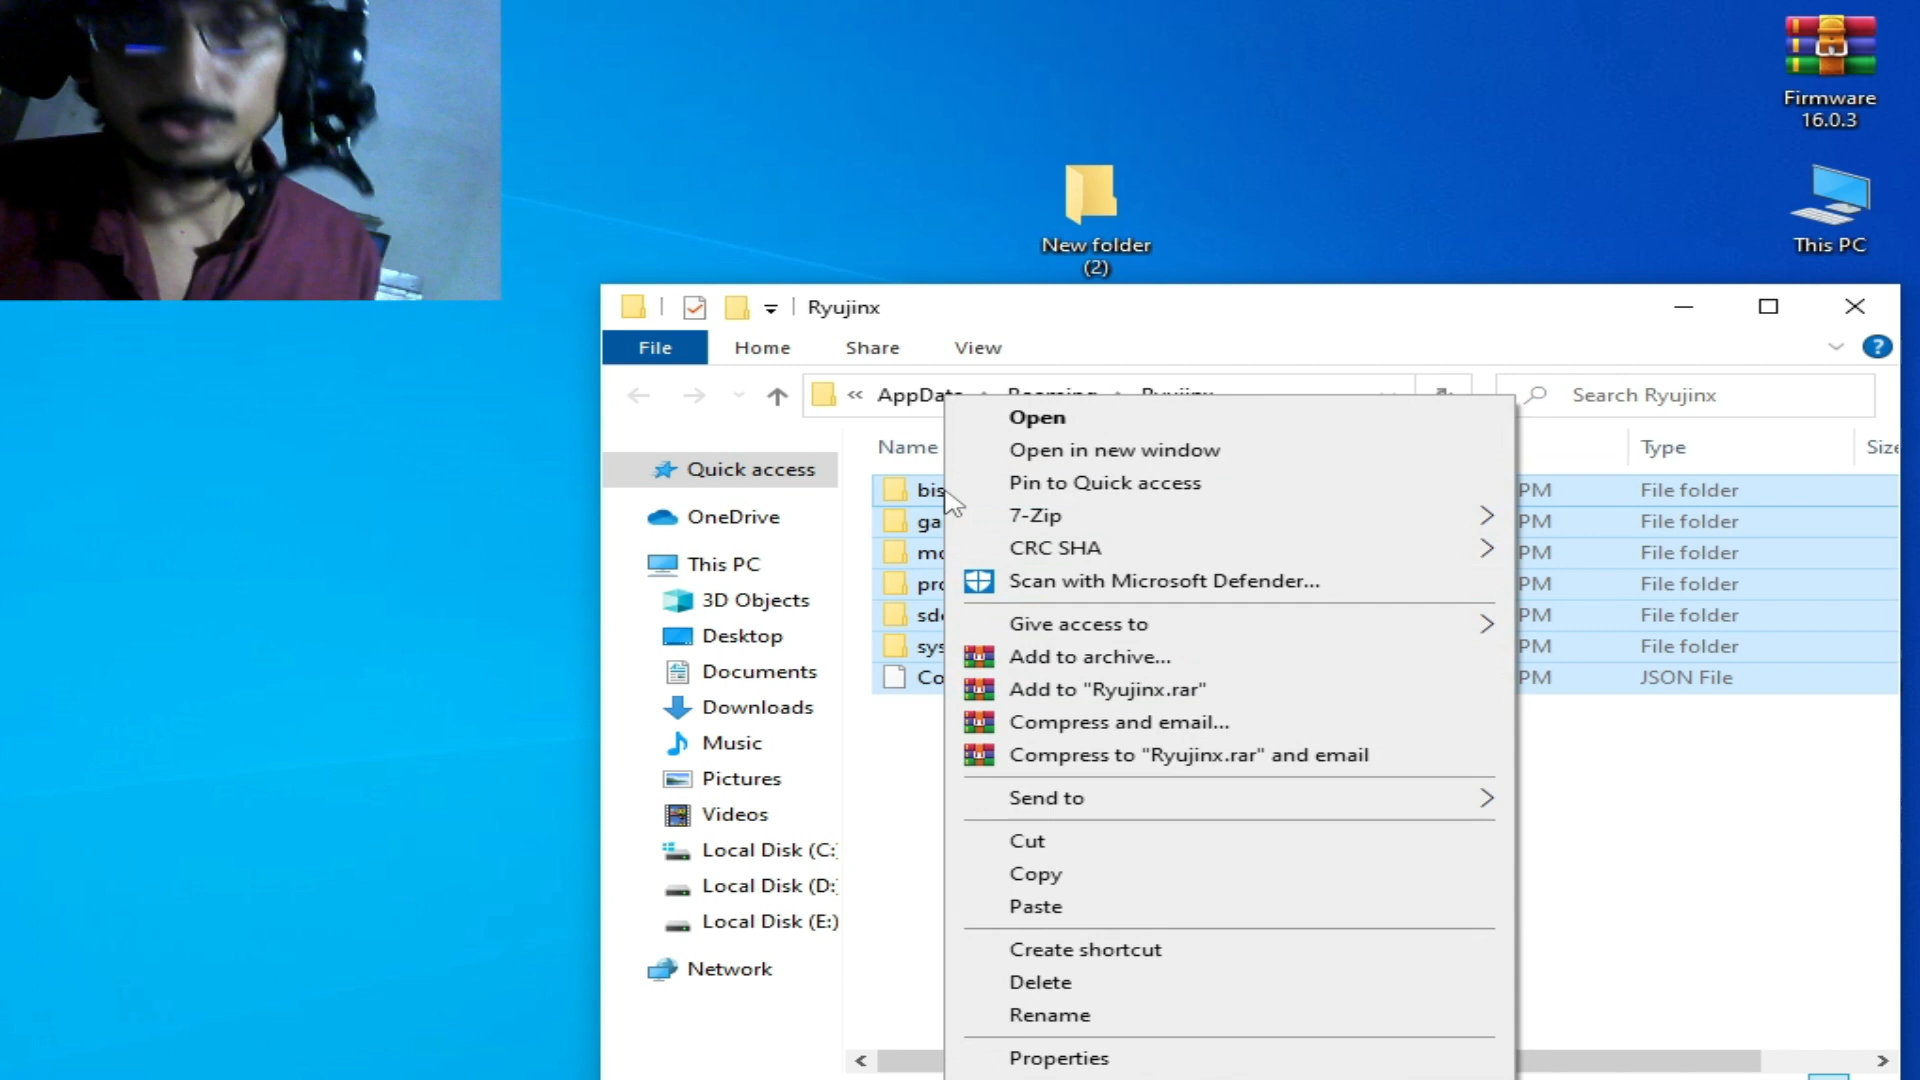 Firmware
16.0.3
New folder
(2)
This PC
Ryujinx
File
Home
Share
View
?
«
Search Ryujinx
Name
Type
Quick access
OneDrive
This PC
3D Objects
Desktop
Documents
Downloads
Music
Pictures
Videos
Local Disk (C:
Local Disk (D:
Local Disk (E:)
Network
PM File folder
PM File folder
PM File folder
PM File folder
PM File folder
PM File folder
PM JSON File
Open
Open in new window
Pin to Quick access
7-Zip
CRC SHA
Scan with Microsoft Defender...
Give access to
Add to archive...
Add to "Ryujinx.rar"
Compress and email...
Compress to "Ryujinx.rar" and email
Send to
Cut
Copy
Paste
Create shortcut
Delete
Rename
Properties